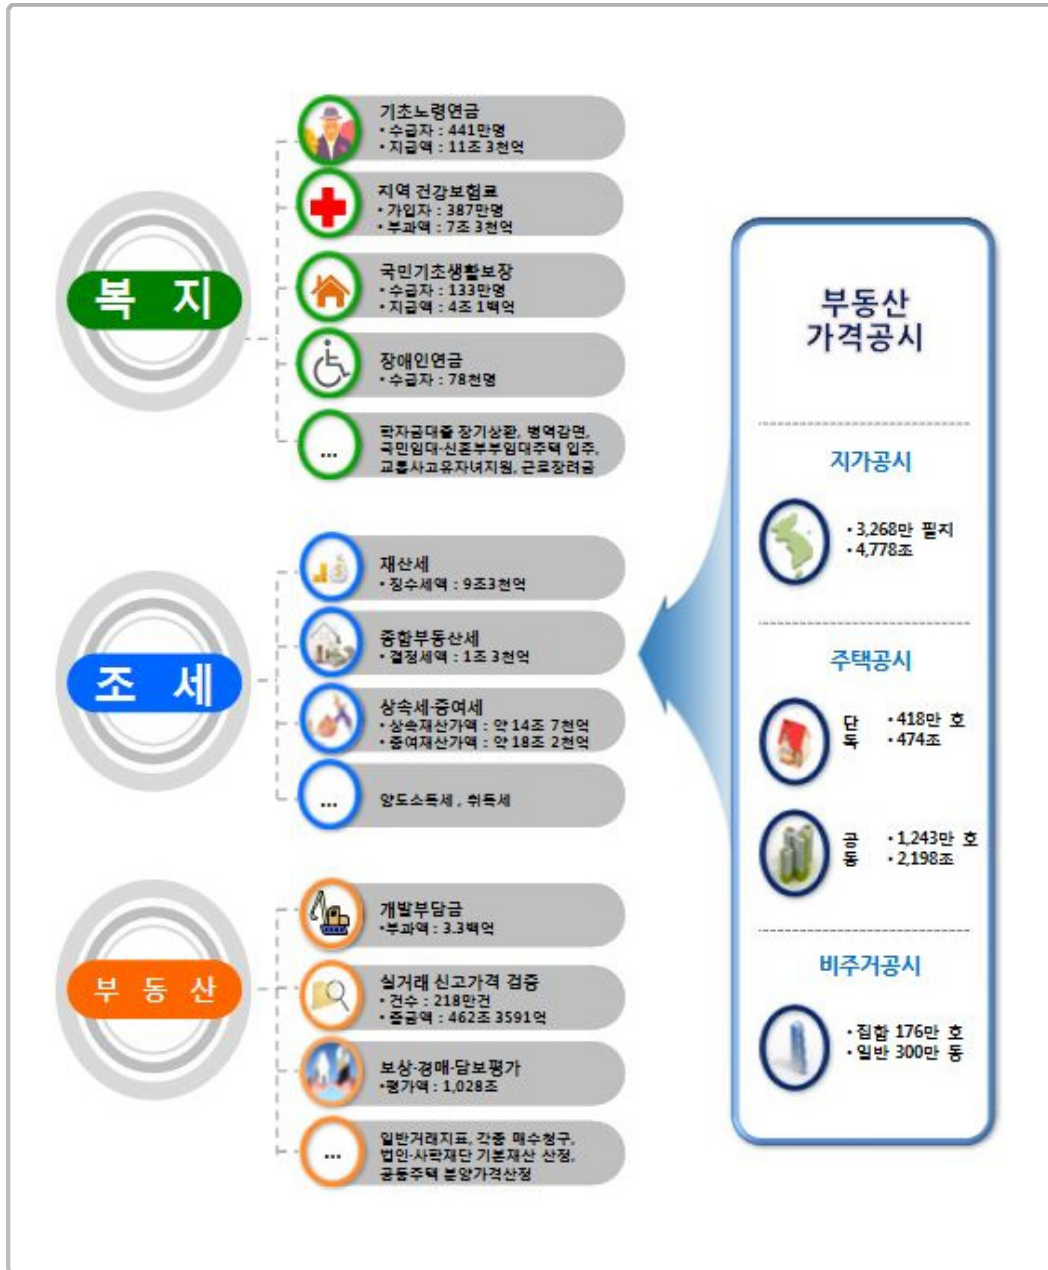 복 지
기초노령연금
• 수급자 : 441만명
• 지급액 : 11조 3천억
지역 건강보험료
• 가입자 : 387만명
• 부과액 : 7조 3천억
국민기초생활보장
• 수급자 : 133만명
• 지급액 : 4조 1백억
장애인연금
• 수급자 : 78천명
...
학자금대출 장기상환, 병역감면,
국민임대·신혼부부임대주택 입주,
교통사고유자녀지원, 근로장려금
조 세
재산세
• 징수세액 : 9조3천억
종합부동산세
• 결정세액 : 1조 3천억
상속세·증여세
• 상속재산가액 : 약 14조 7천억
• 증여재산가액 : 약 18조 2천억
...
양도소득세 , 취득세
부 동 산
개발부담금
•부과액 : 3.3백억
실거래 신고가격 검증
• 건수 : 218만건
• 총금액 : 462조 3591억
보상·경매·담보평가
•평가액 : 1,028조
...
일반거래지표, 각종 매수청구,
법인·사학재단 기본재산 산정,
공동주택 분양가격산정
부동산
가격공시
지가공시
• 3,268만 필지
• 4,778조
주택공시
단독
• 418만 호
• 474조
공동
• 1,243만 호
• 2,198조
비주거공시
• 집합 176만 호
• 일반 300만 동